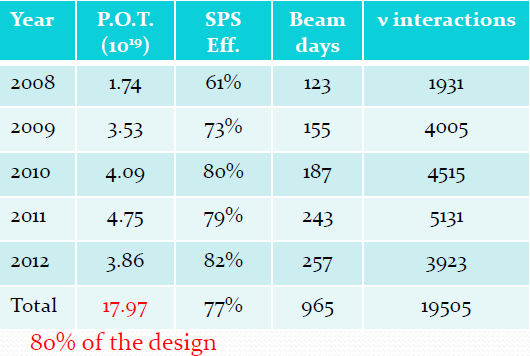 Year P.O.T. (10¹⁹) SPS Eff. Beam days ν interactions
2008 1.74 61% 123 1931
2009 3.53 73% 155 4005
2010 4.09 80% 187 4515
2011 4.75 79% 243 5131
2012 3.86 82% 257 3923
Total 17.97 77% 965 19505
80% of the design